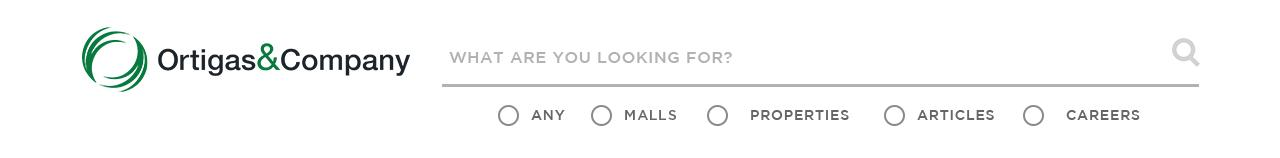 Ortigas&Company
WHAT ARE YOU LOOKING FOR?
ANY MALLS PROPERTIES ARTICLES CAREERS